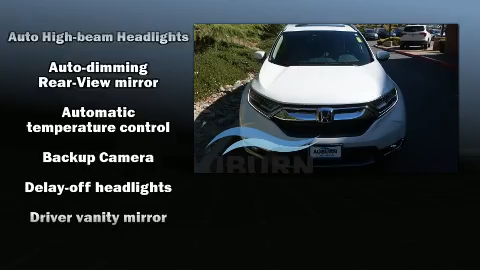 Auto High-beam Headlights
Auto-dimming
Rear-View mirror
Automatic
temperature control
Backup Camera
Delay-off headlights
Driver vanity mirror
AUBURN